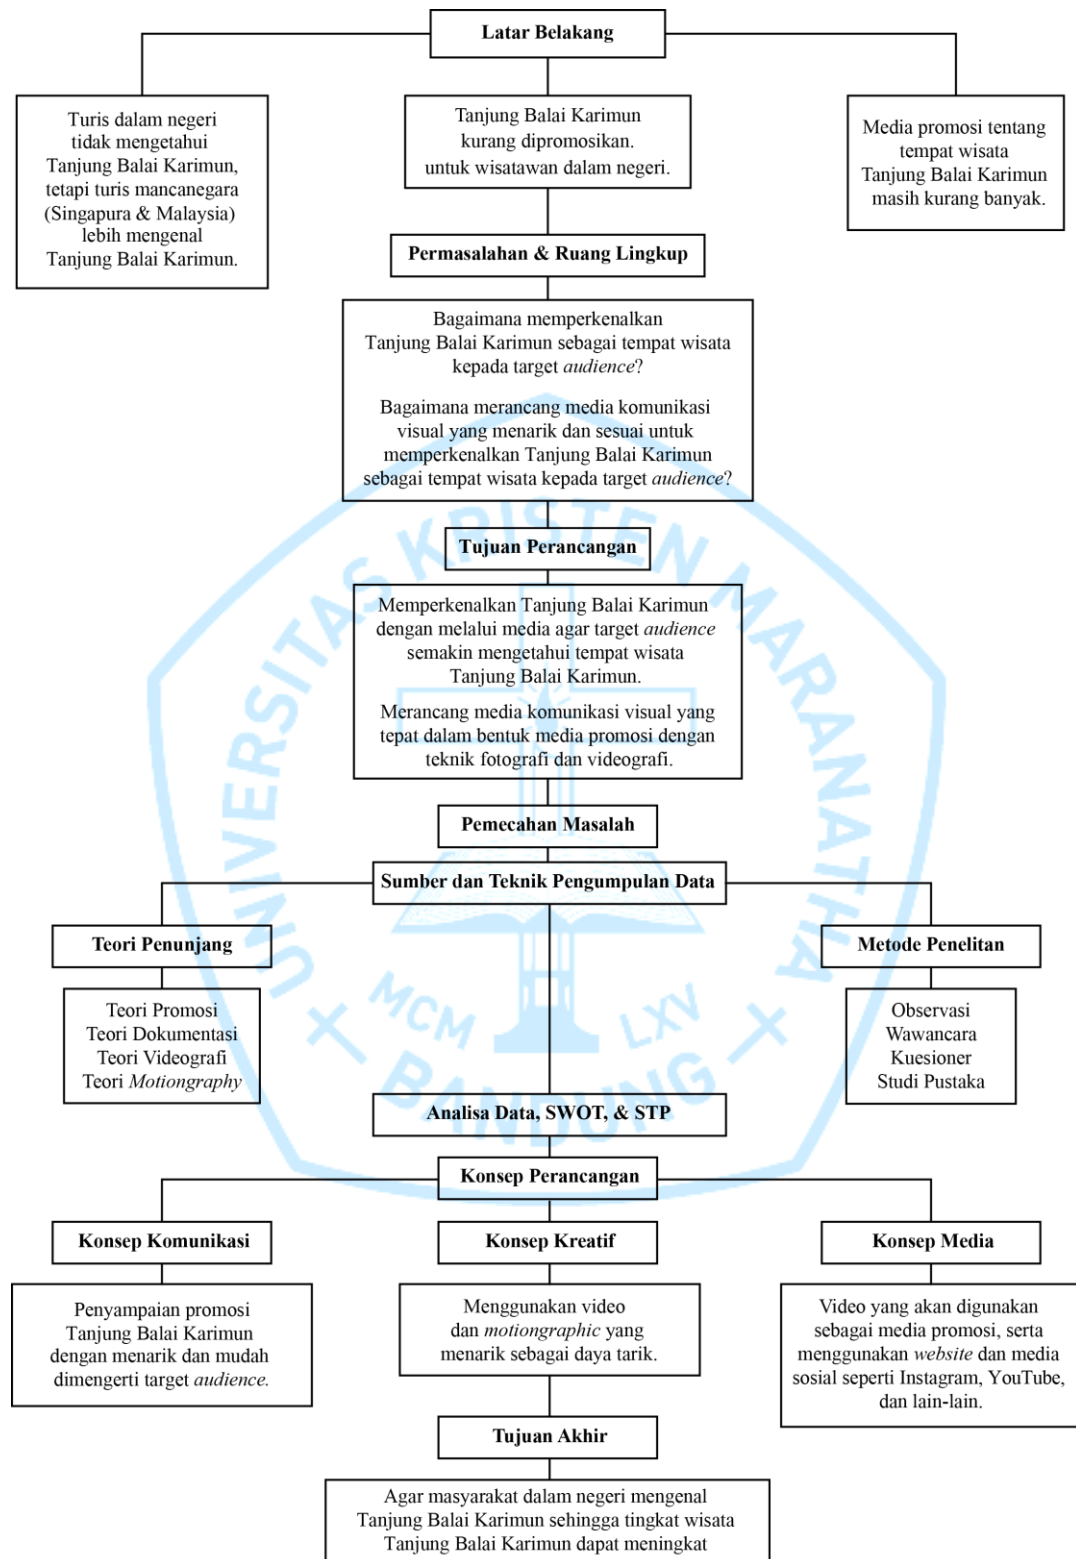 Latar Belakang
Turis dalam negeri
tidak mengetahui
Tanjung Balai Karimun,
tetapi turis mancanegara
(Singapura & Malaysia)
lebih mengenal
Tanjung Balai Karimun.
Tanjung Balai Karimun
kurang dipromosikan.
untuk wisatawan dalam negeri.
Media promosi tentang
tempat wisata
Tanjung Balai Karimun
masih kurang banyak.
Permasalahan & Ruang Lingkup
Bagaimana memperkenalkan
Tanjung Balai Karimun sebagai tempat wisata
kepada target audience?
Bagaimana merancang media komunikasi
visual yang menarik dan sesuai untuk
memperkenalkan Tanjung Balai Karimun
sebagai tempat wisata kepada target audience?
Tujuan Perancangan
Memperkenalkan Tanjung Balai Karimun
dengan melalui media agar target audience
semakin mengetahui tempat wisata
Tanjung Balai Karimun.
Merancang media komunikasi visual yang
tepat dalam bentuk media promosi dengan
teknik fotografi dan videografi.
Pemecahan Masalah
Sumber dan Teknik Pengumpulan Data
Teori Penunjang
Teori Promosi
Teori Dokumentasi
Teori Videografi
Teori Motiongraphy
Metode Penelitan
Observasi
Wawancara
Kuesioner
Studi Pustaka
Analisa Data, SWOT, & STP
Konsep Perancangan
Konsep Komunikasi
Penyampaian promosi
Tanjung Balai Karimun
dengan menarik dan mudah
dimengerti target audience.
Konsep Kreatif
Menggunakan video
dan motiongraphic yang
menarik sebagai daya tarik.
Konsep Media
Video yang akan digunakan
sebagai media promosi, serta
menggunakan website dan media
sosial seperti Instagram, YouTube,
dan lain-lain.
Tujuan Akhir
Agar masyarakat dalam negeri mengenal
Tanjung Balai Karimun sehingga tingkat wisata
Tanjung Balai Karimun dapat meningkat
UNIVERSITAS KRISTEN MARANATHA
MCM LXV
BANDUNG